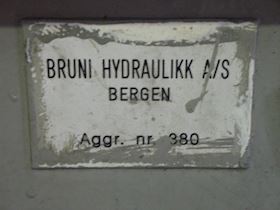 BRUNI HYDRAULIKK A/S
BERGEN
Aggr. nr. 380